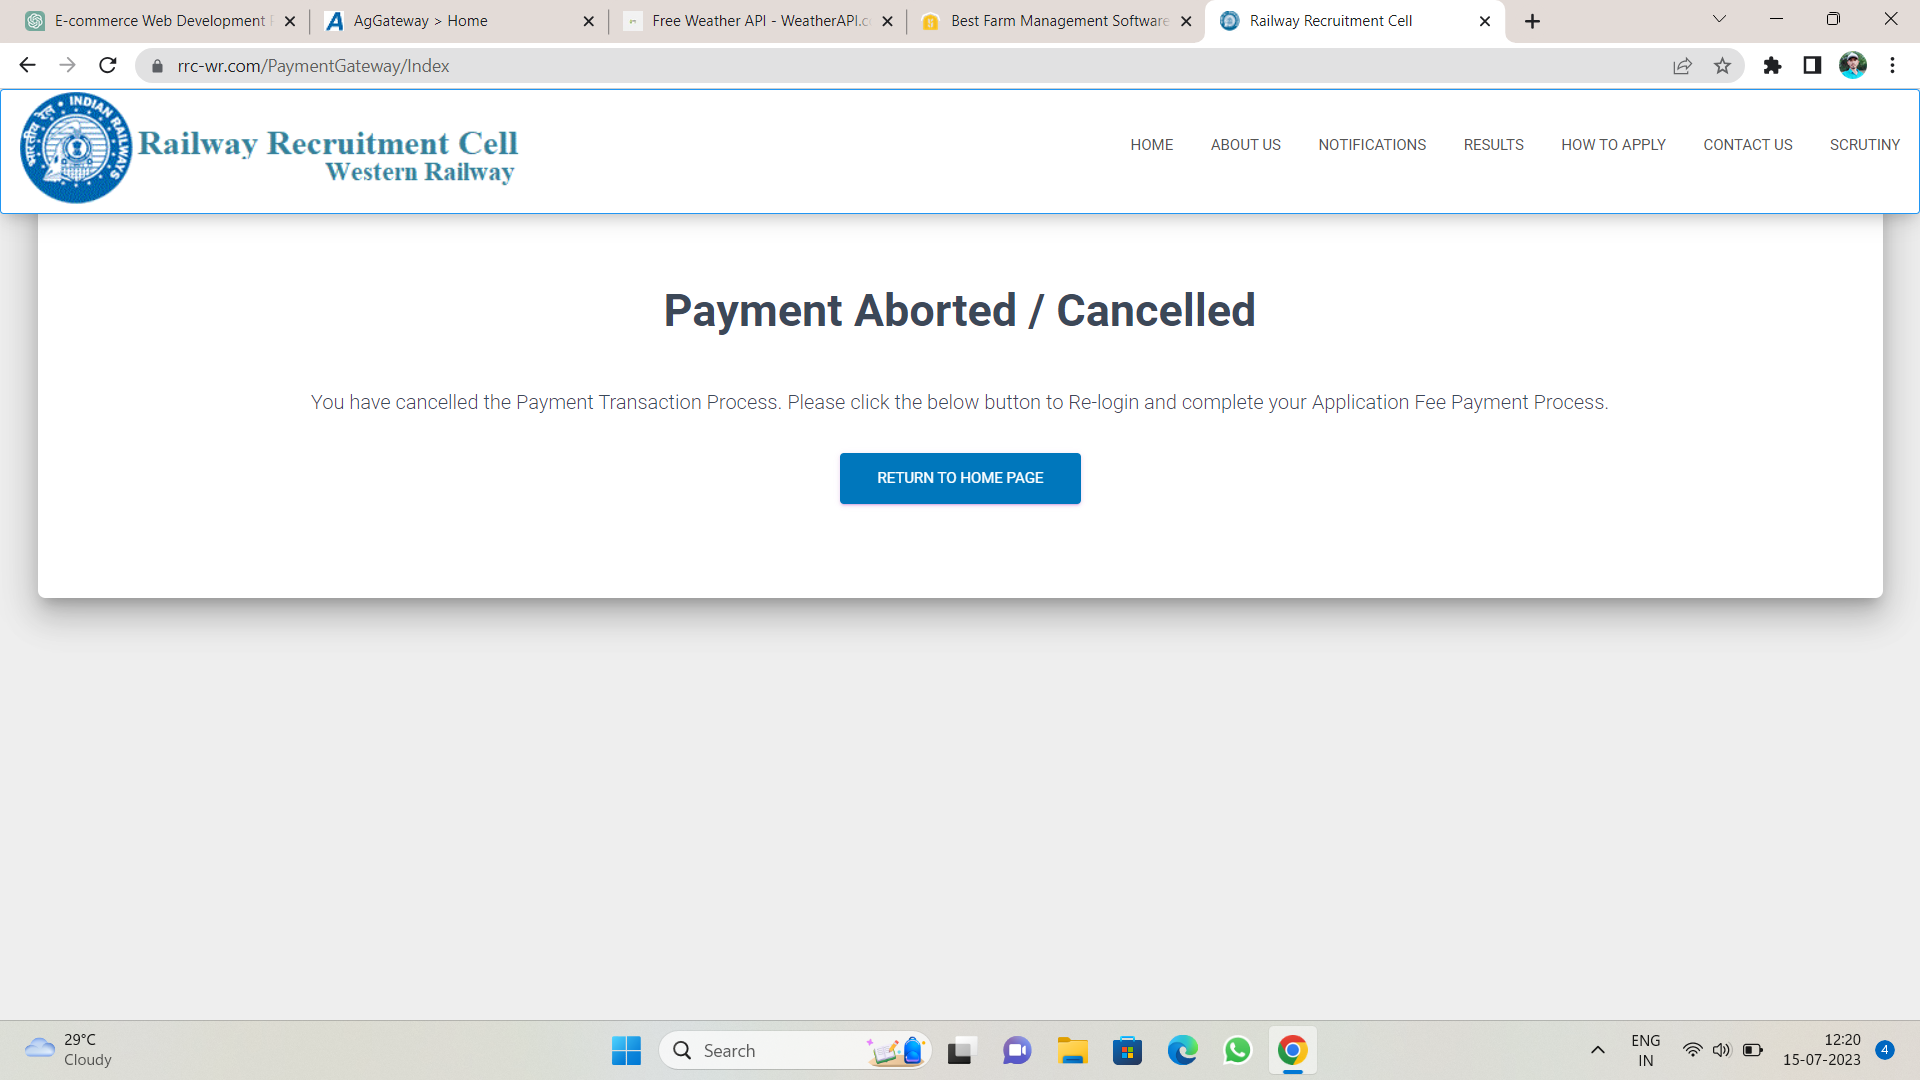 E-commerce Web Development
AgGateway > Home
Free Weather API - WeatherAPI.c
Best Farm Management Software
Railway Recruitment Cell
rrc-wr.com/PaymentGateway/Index
INDIAN RAILWAYS
भारतीय रेल
Railway Recruitment Cell
Western Railway
HOME
ABOUT US
NOTIFICATIONS
RESULTS
HOW TO APPLY
CONTACT US
SCRUTINY
Payment Aborted / Cancelled
You have cancelled the Payment Transaction Process. Please click the below button to Re-login and complete your Application Fee Payment Process.
RETURN TO HOME PAGE
29°C
Cloudy
Search
ENG
IN
12:20
15-07-2023
4